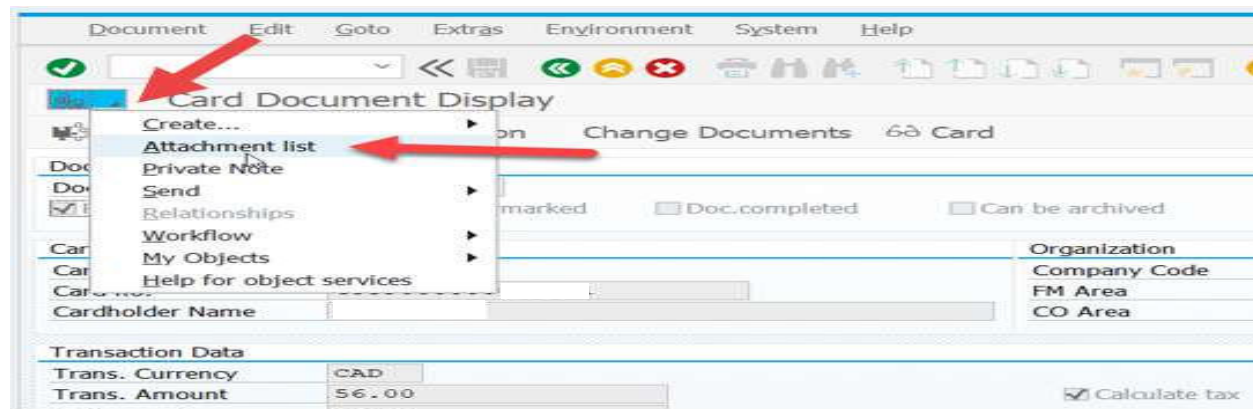 Document Edit Goto Extras Environment System Help
Card Document Display
Create...
Change Documents Card
Attachment list
Private Note
Send
marked Doc.completed Can be archived
Relationships
Workflow
Organization
My Objects
Company Code
Help for object services
FM Area
Cardholder Name CO Area
Transaction Data
Trans. Currency CAD
Trans. Amount 56.00 Calculate tax